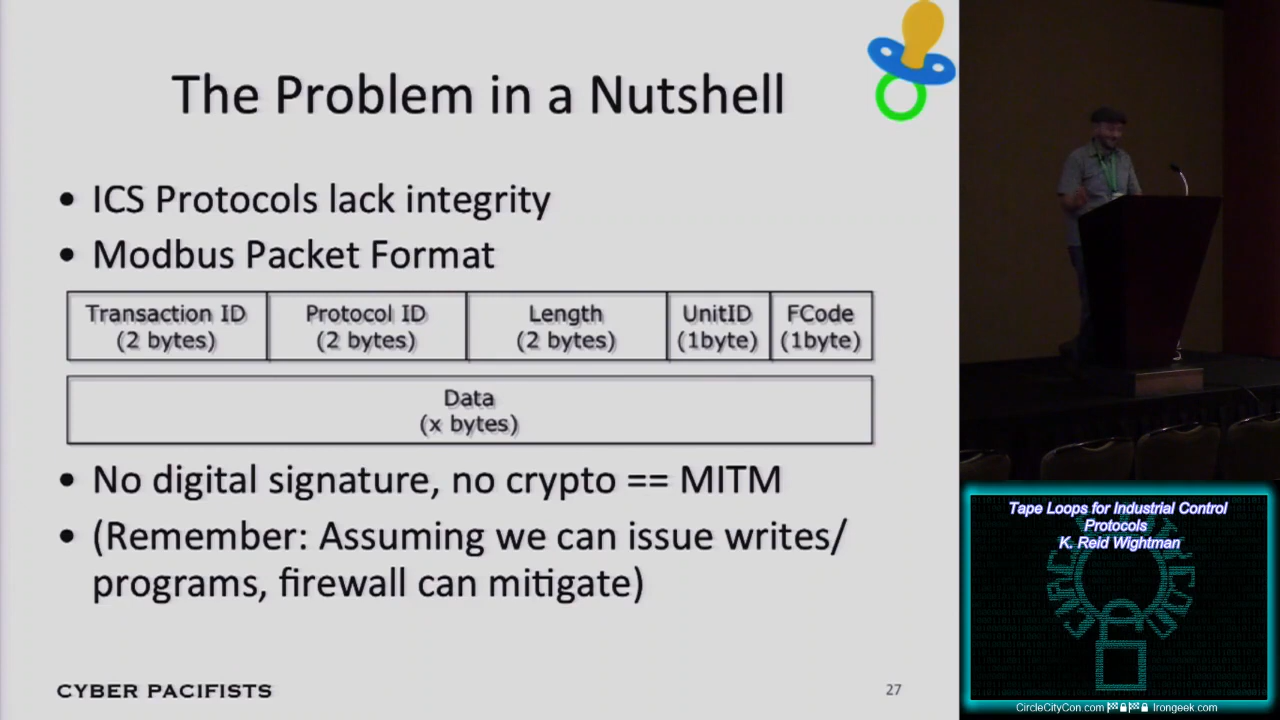 The Problem in a Nutshell
• ICS Protocols lack integrity
• Modbus Packet Format
Transaction ID (2 bytes)
Protocol ID (2 bytes)
Length (2 bytes)
UnitID (1byte)
FCode (1byte)
Data
(x bytes)
• No digital signature, no crypto == MITM
• (Remember: Assuming we can issue writes/
programs, firewall can mitigate)
CYBER PACIFISTS
27
Tape Loops for Industrial Control
Protocols
K. Reid Wightman
CircleCityCon.com
Irongeek.com